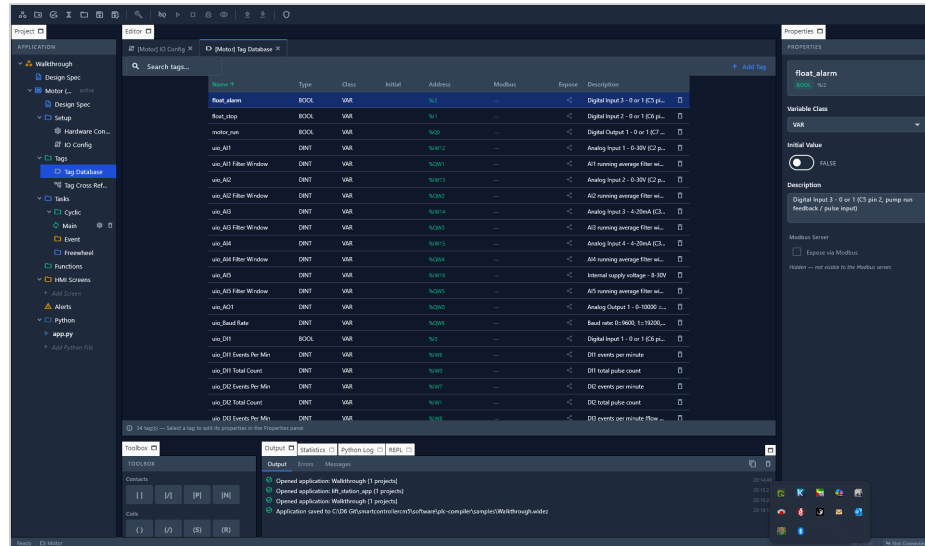 Project
Editor
Properties
APPLICATION
Walkthrough
Design Spec
Motor (... active
Design Spec
Setup
Hardware Con...
IO Config
Tags
Tag Database
Tag Cross Ref...
Tasks
Cyclic
Main
Event
Freewheel
Functions
HMI Screens
+ Add Screen
Alerts
Python
app.py
+ Add Python File
[Motor] IO Config ×
[Motor] Tag Database ×
Search tags...
+ Add Tag
Name ↑ Type Class Initial Address Modbus Expose Description
float_alarm BOOL VAR %I2 — Digital Input 3 - 0 or 1 (C5 pi...
float_stop BOOL VAR %I1 — Digital Input 2 - 0 or 1 (C6 pi...
motor_run BOOL VAR %Q0 — Digital Output 1 - 0 or 1 (C7 ...
uio_AI1 DINT VAR %IW12 — Analog Input 1 - 0-30V (C2 p...
uio_AI1 Filter Window DINT VAR %QW1 — AI1 running average filter wi...
uio_AI2 DINT VAR %IW13 — Analog Input 2 - 0-30V (C2 p...
uio_AI2 Filter Window DINT VAR %QW2 — AI2 running average filter wi...
uio_AI3 DINT VAR %IW14 — Analog Input 3 - 4-20mA (C3...
uio_AI3 Filter Window DINT VAR %QW3 — AI3 running average filter wi...
uio_AI4 DINT VAR %IW15 — Analog Input 4 - 4-20mA (C3...
uio_AI4 Filter Window DINT VAR %QW4 — AI4 running average filter wi...
uio_AI5 DINT VAR %IW16 — Internal supply voltage - 8-30V
uio_AI5 Filter Window DINT VAR %QW5 — AI5 running average filter wi...
uio_AO1 DINT VAR %QW0 — Analog Output 1 - 0-10000 =...
uio_Baud Rate DINT VAR %QW6 — Baud rate: 0=9600, 1=19200,...
uio_DI1 BOOL VAR %I0 — Digital Input 1 - 0 or 1 (C6 pi...
uio_DI1 Events Per Min DINT VAR %IW6 — DI1 events per minute
uio_DI1 Total Count DINT VAR %IW0 — DI1 total pulse count
uio_DI2 Events Per Min DINT VAR %IW7 — DI2 events per minute
uio_DI2 Total Count DINT VAR %IW1 — DI2 total pulse count
uio_DI3 Events Per Min DINT VAR %IW8 — DI3 events per minute (flow ...
34 tag(s) — Select a tag to edit its properties in the Properties panel
PROPERTIES
float_alarm
BOOL %I2
Variable Class
VAR
Initial Value
FALSE
Description
Digital Input 3 - 0 or 1 (C5 pin 2, pump run
feedback / pulse input)
Modbus Server
Expose via Modbus
Hidden — not visible to the Modbus server.
Toolbox
TOOLBOX
Contacts
[ ] [/] [P] [N]
Coils
( ) (/) (S) (R)
Output Statistics Python Log REPL
Output Errors Messages
Opened application: Walkthrough (1 projects)
Opened application: lift_station_app (1 projects)
Opened application: Walkthrough (1 projects)
Application saved to C:\D6 Git\smartcontrollercm5\software\plc-compiler\samples\Walkthrough.widez
Ready Motor